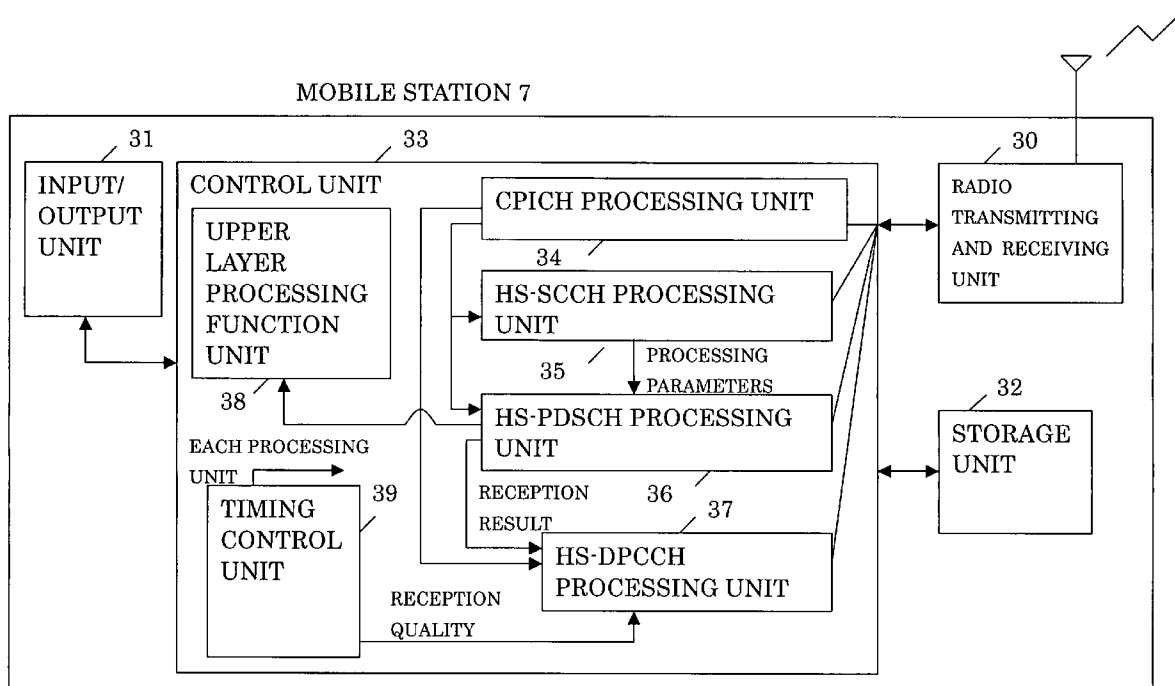 MOBILE STATION 7
31
INPUT/
OUTPUT
UNIT
33
CONTROL UNIT
UPPER
LAYER
PROCESSING
FUNCTION
UNIT
38
CPICH PROCESSING UNIT
34
HS-SCCH PROCESSING
UNIT
35
PROCESSING
PARAMETERS
HS-PDSCH PROCESSING
UNIT
36
RECEPTION
RESULT
37
HS-DPCCH
PROCESSING UNIT
EACH PROCESSING
UNIT
39
TIMING
CONTROL
UNIT
RECEPTION
QUALITY
30
RADIO
TRANSMITTING
AND RECEIVING
UNIT
32
STORAGE
UNIT